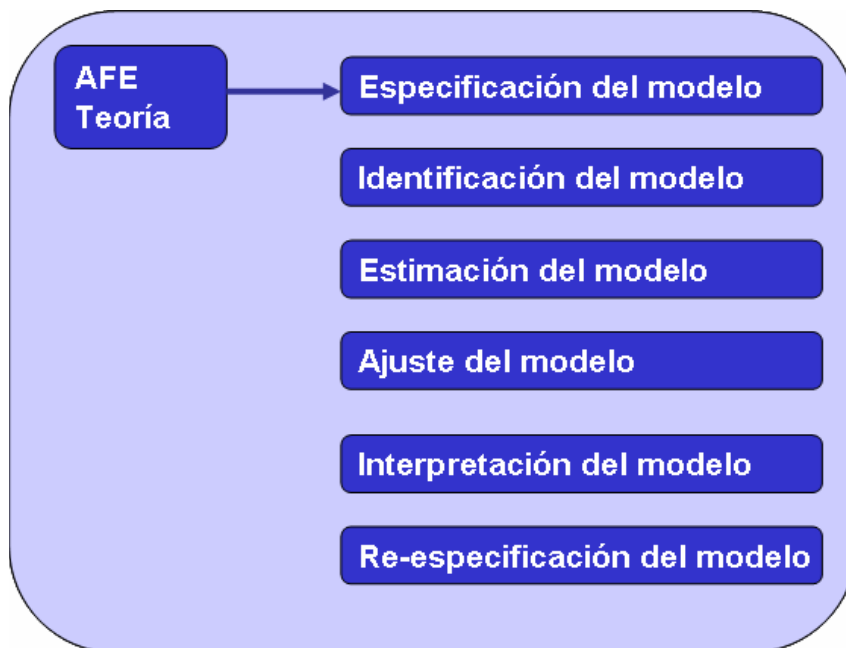 AFE
Teoría
Especificación del modelo
Identificación del modelo
Estimación del modelo
Ajuste del modelo
Interpretación del modelo
Re-especificación del modelo